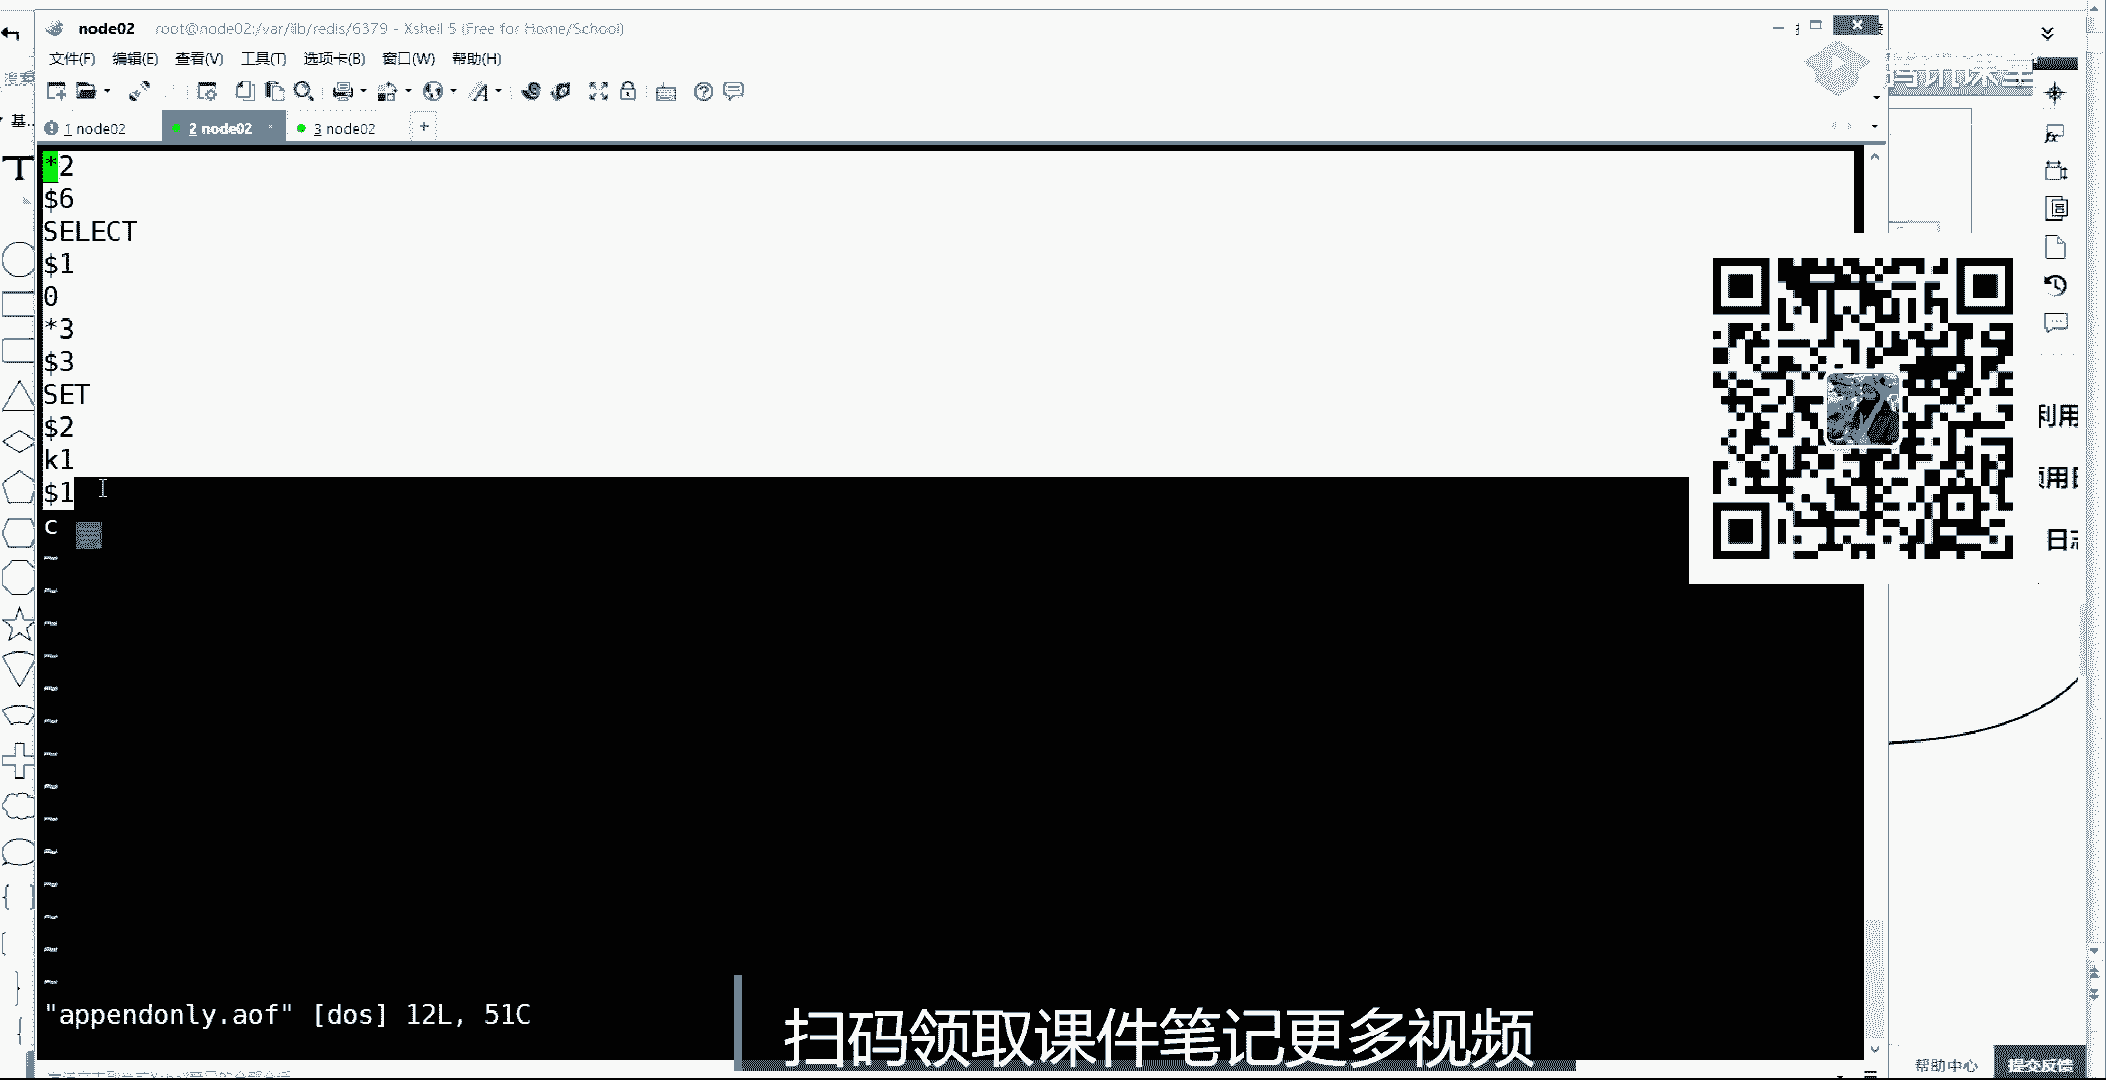 node02 root@node02:/var/lib/redis/6379 - Xshell 5 (Free for Home/School)
文件(F) 编辑(E) 查看(V) 工具(T) 选项卡(B) 窗口(W) 帮助(H)
基...
1 node02 2 node02 × 3 node02 +
*2
$6
SELECT
$1
0
*3
$3
SET
$2
k1
$1
c
~
~
~
~
~
~
~
~
~
~
~
~
~
~
"appendonly.aof" [dos] 12L, 51C
利用
日志
扫码领取课件笔记更多视频
帮助中心 提交反馈